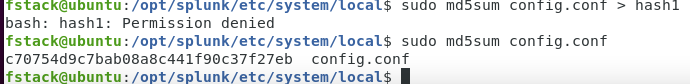 fstack@ubuntu:/opt/splunk/etc/system/local$ sudo md5sum config.conf > hash1
bash: hash1: Permission denied
fstack@ubuntu:/opt/splunk/etc/system/local$ sudo md5sum config.conf
c70754d9c7bab08a8c441f90c37f27eb  config.conf
fstack@ubuntu:/opt/splunk/etc/system/local$